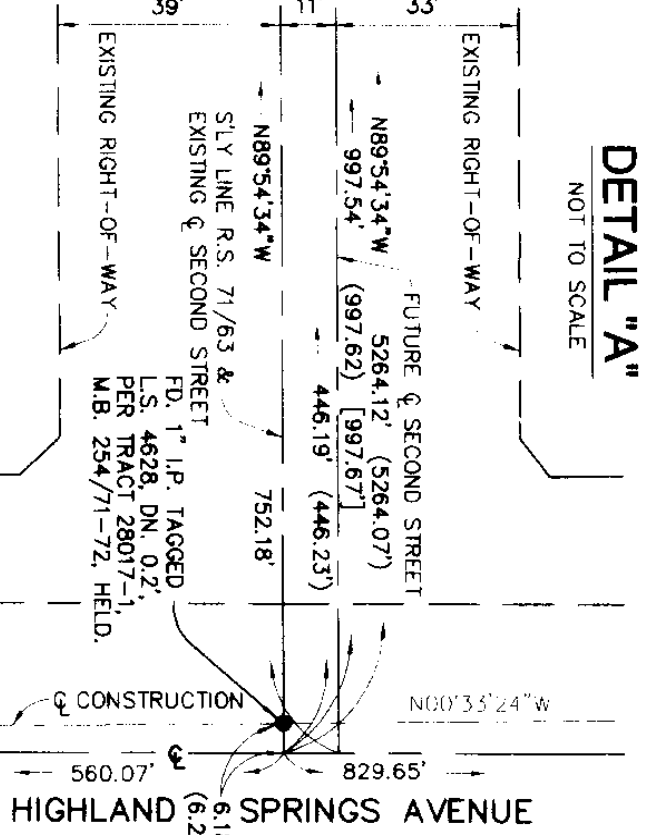 DETAIL "A"
NOT TO SCALE
39'
11'
33'
EXISTING RIGHT-OF-WAY
EXISTING RIGHT-OF-WAY
FUTURE ℄ SECOND STREET
N89°54'34"W 5264.12' (5264.07')
997.54' (997.62) [997.67']
446.19' (446.23')
N89°54'34"W 752.18'
S'LY LINE R.S. 71/63 &
EXISTING ℄ SECOND STREET
FD. 1" I.P. TAGGED
L.S. 4628, DN. 0.2',
PER TRACT 28017-1,
M.B. 254/71-72, HELD.
℄ CONSTRUCTION
N00°33'24"W
℄
560.07'
829.65'
HIGHLAND SPRINGS AVENUE